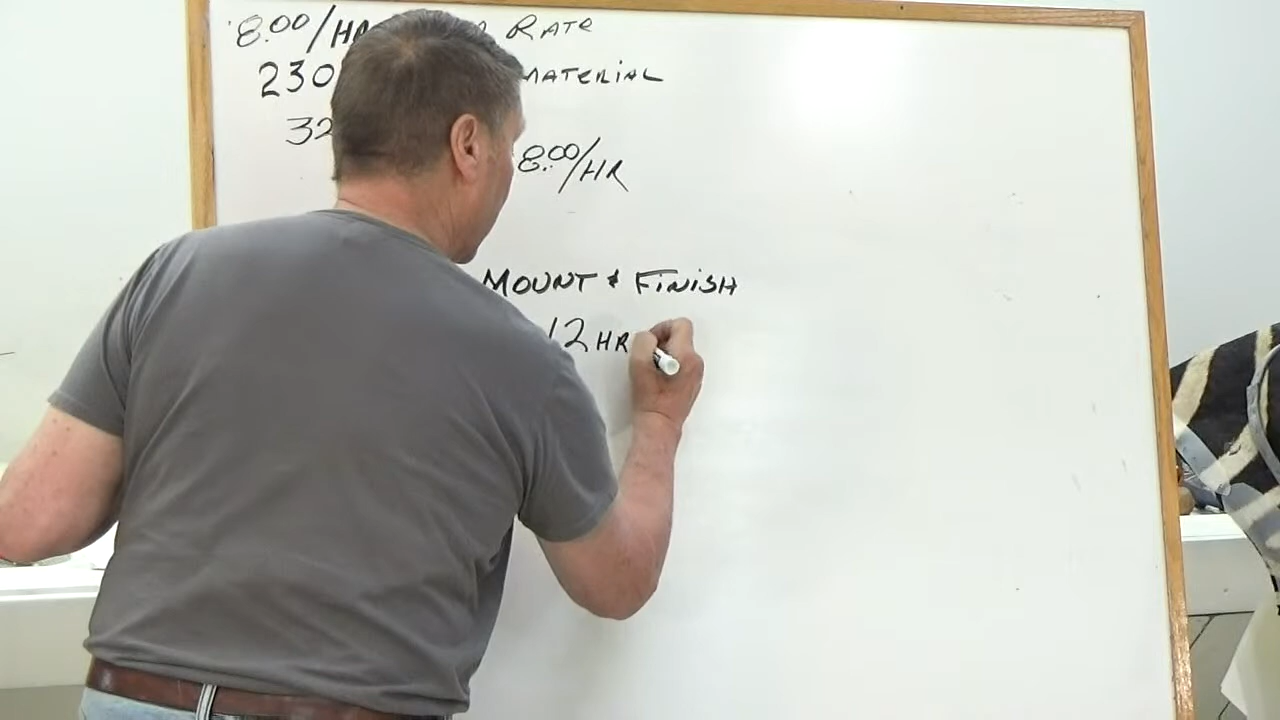 8.00/HR RATE
230 MATERIAL
32
8.00/HR
MOUNT & FINISH
12 HR